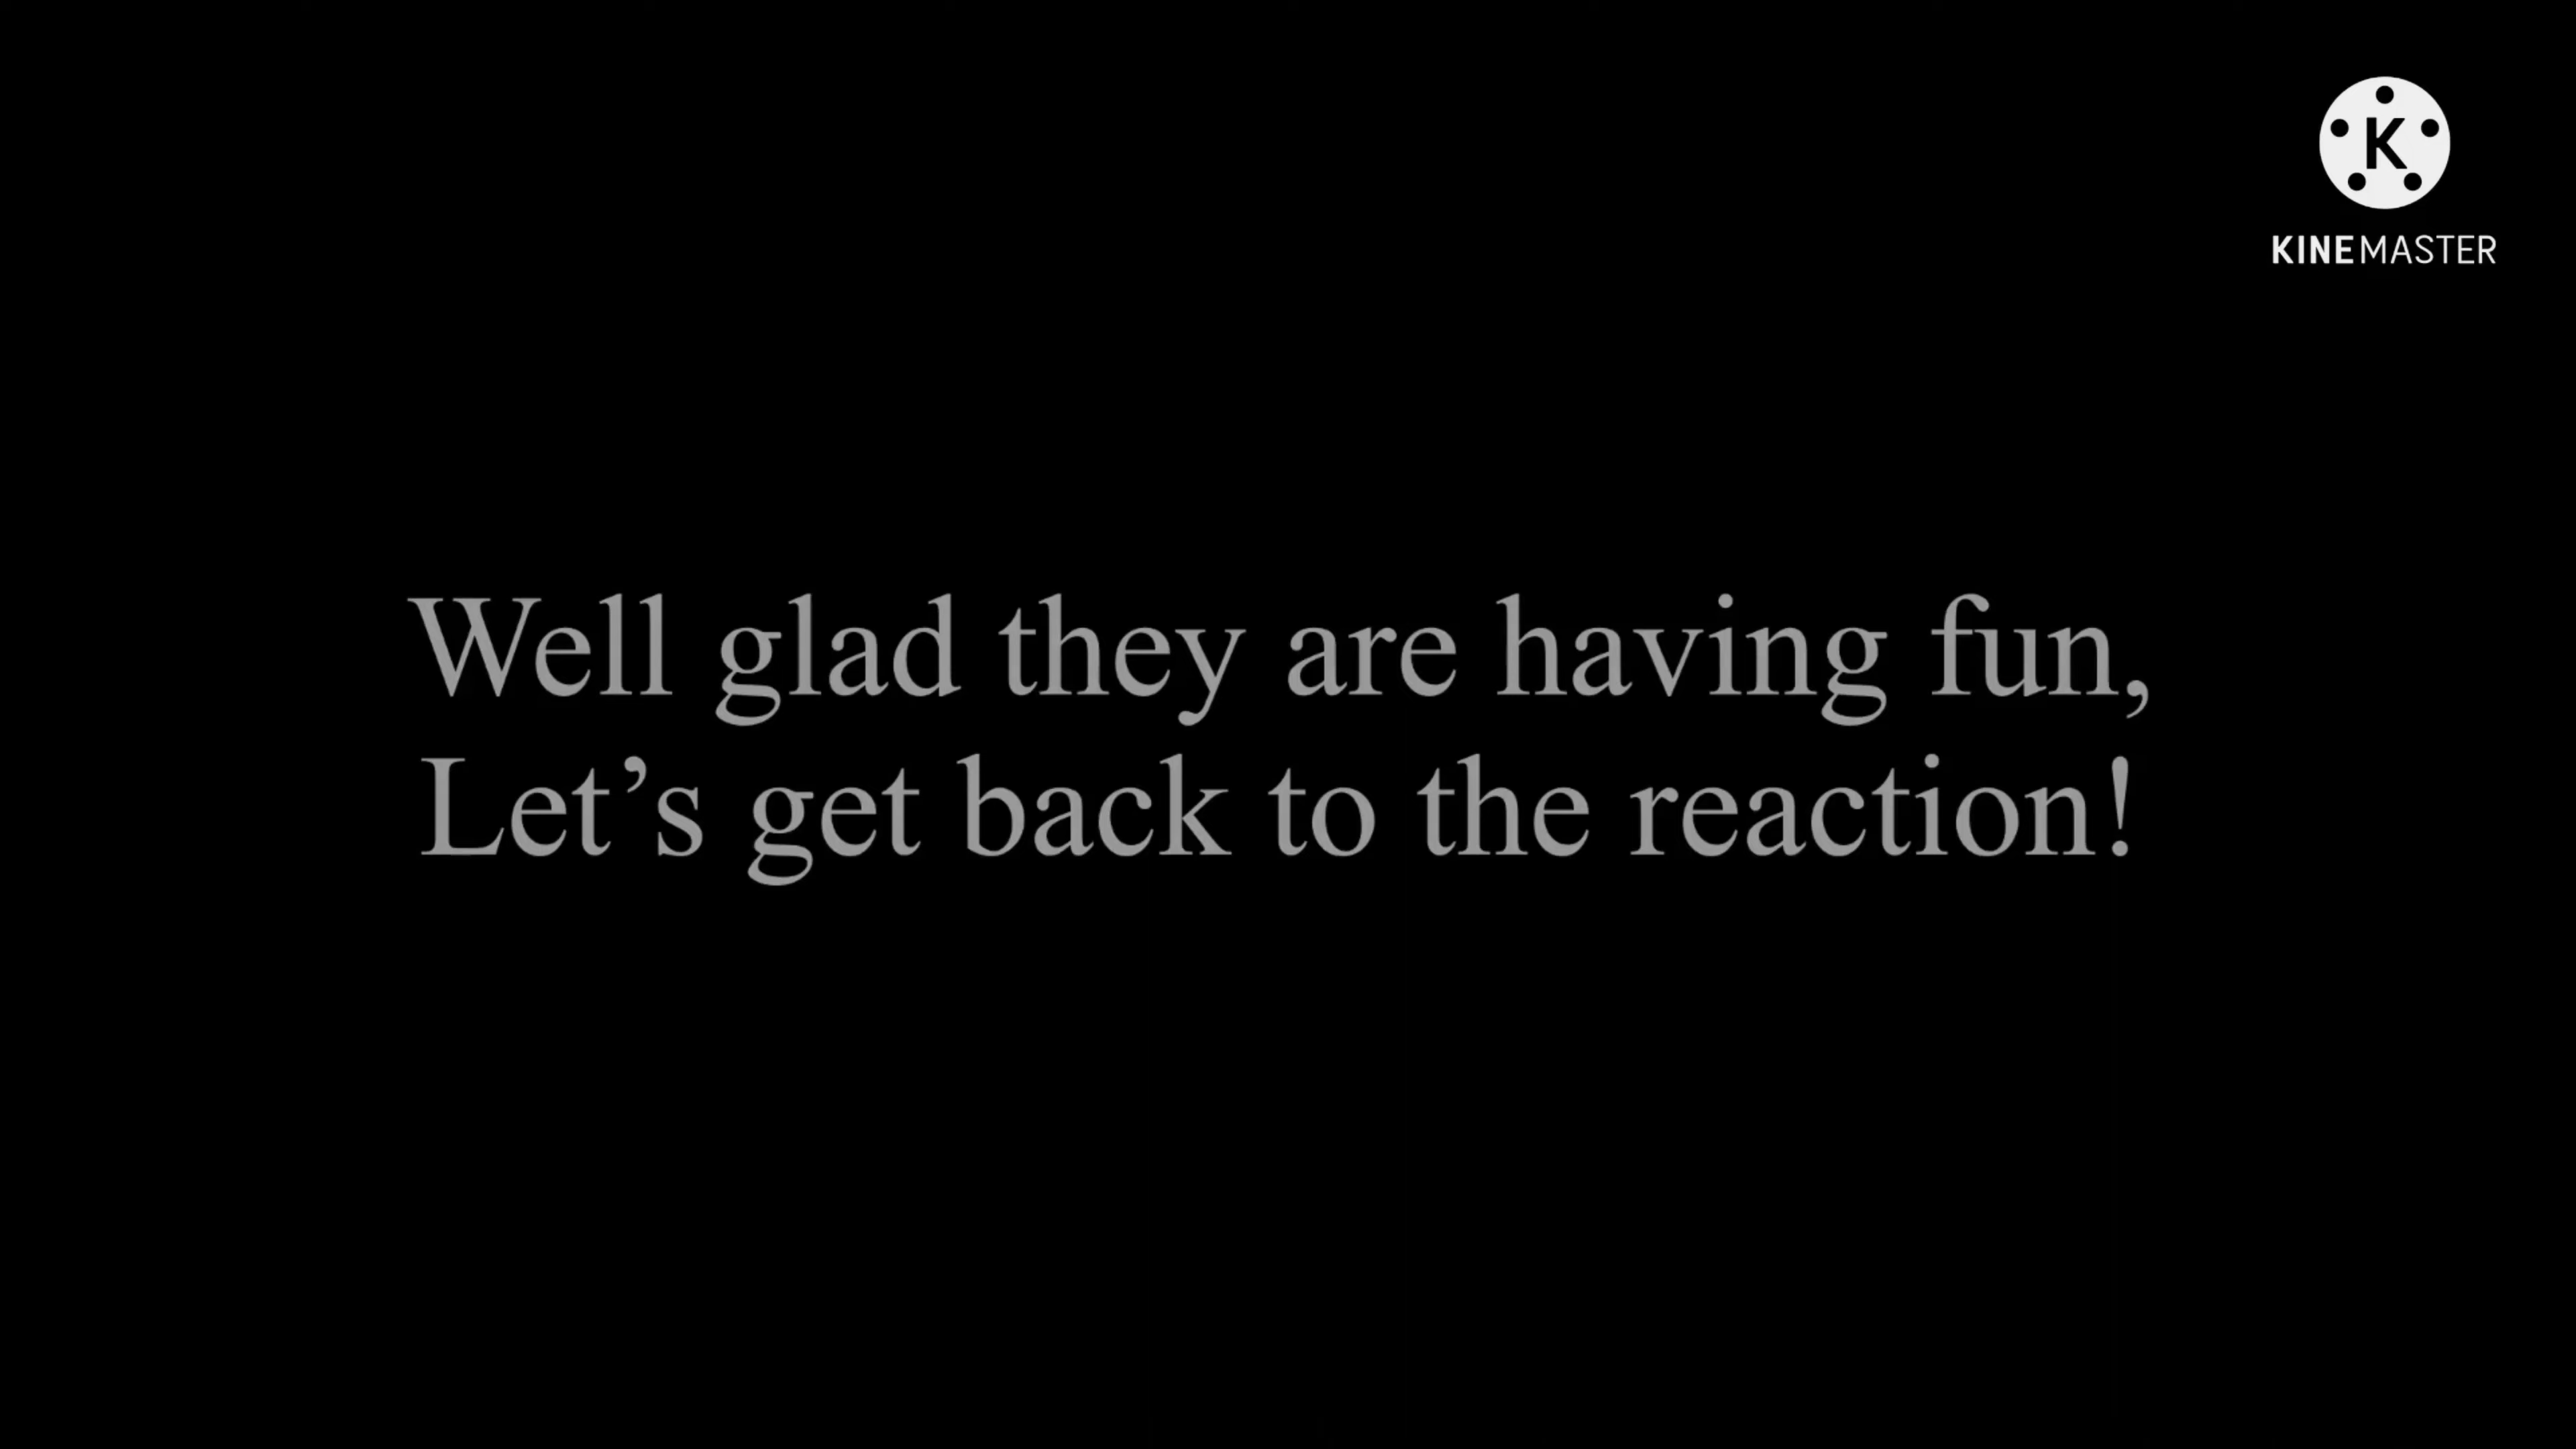 K
KINEMASTER
Well glad they are having fun,
Let’s get back to the reaction!